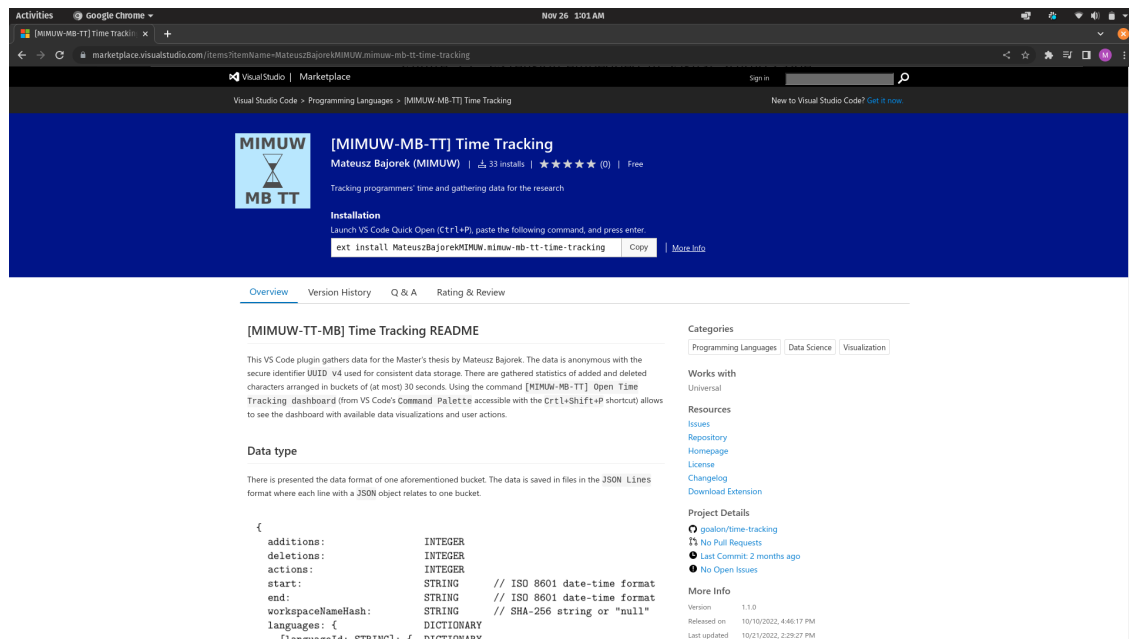 Activities
Google Chrome
Nov 26 1:01 AM
[MIMUW-MB-TT] Time Trackin
marketplace.visualstudio.com/items?itemName=MateuszBajorekMIMUW.mimuw-mb-tt-time-tracking
M
Visual Studio | Marketplace
Sign in
Visual Studio Code > Programming Languages > [MIMUW-MB-TT] Time Tracking
New to Visual Studio Code? Get it now.
MIMUW
MB TT
[MIMUW-MB-TT] Time Tracking
Mateusz Bajorek (MIMUW) | 33 installs | ★★★★★ (0) | Free
Tracking programmers' time and gathering data for the research
Installation
Launch VS Code Quick Open (Ctrl+P), paste the following command, and press enter.
ext install MateuszBajorekMIMUW.mimuw-mb-tt-time-tracking
Copy
More Info
Overview
Version History
Q & A
Rating & Review
[MIMUW-TT-MB] Time Tracking README
This VS Code plugin gathers data for the Master's thesis by Mateusz Bajorek. The data is anonymous with the
secure identifier UUID v4 used for consistent data storage. There are gathered statistics of added and deleted
characters arranged in buckets of (at most) 30 seconds. Using the command [MIMUW-MB-TT] Open Time
Tracking dashboard (from VS Code's Command Palette accessible with the Crtl+Shift+P shortcut) allows
to see the dashboard with available data visualizations and user actions.
Data type
There is presented the data format of one aforementioned bucket. The data is saved in files in the JSON Lines
format where each line with a JSON object relates to one bucket.
{
additions: INTEGER
deletions: INTEGER
actions: INTEGER
start: STRING // ISO 8601 date-time format
end: STRING // ISO 8601 date-time format
workspaceNameHash: STRING // SHA-256 string or "null"
languages: { DICTIONARY
[languageId: STRING]: { DICTIONARY
Categories
Programming Languages
Data Science
Visualization
Works with
Universal
Resources
Issues
Repository
Homepage
License
Changelog
Download Extension
Project Details
goalon/time-tracking
No Pull Requests
Last Commit: 2 months ago
No Open Issues
More Info
Version 1.1.0
Released on 10/10/2022, 4:46:17 PM
Last updated 10/21/2022, 2:29:27 PM